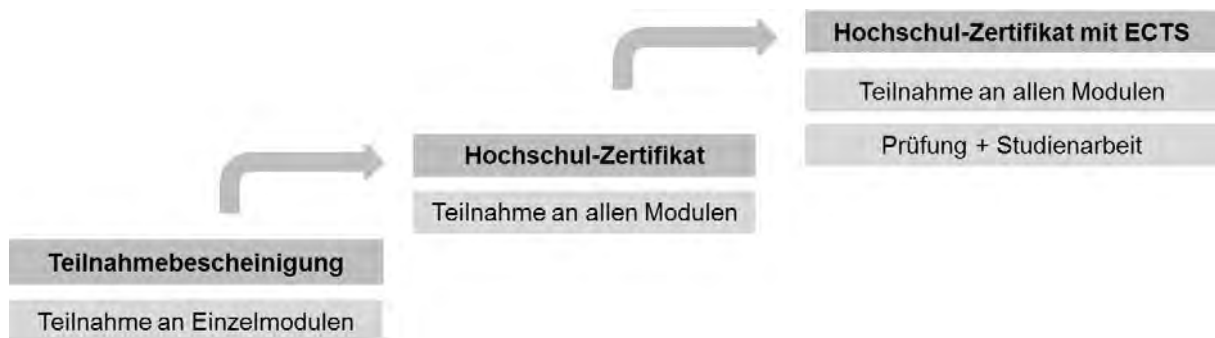 Hochschul-Zertifikat mit ECTS
Teilnahme an allen Modulen
Prüfung + Studienarbeit
Hochschul-Zertifikat
Teilnahme an allen Modulen
Teilnahmebescheinigung
Teilnahme an Einzelmodulen